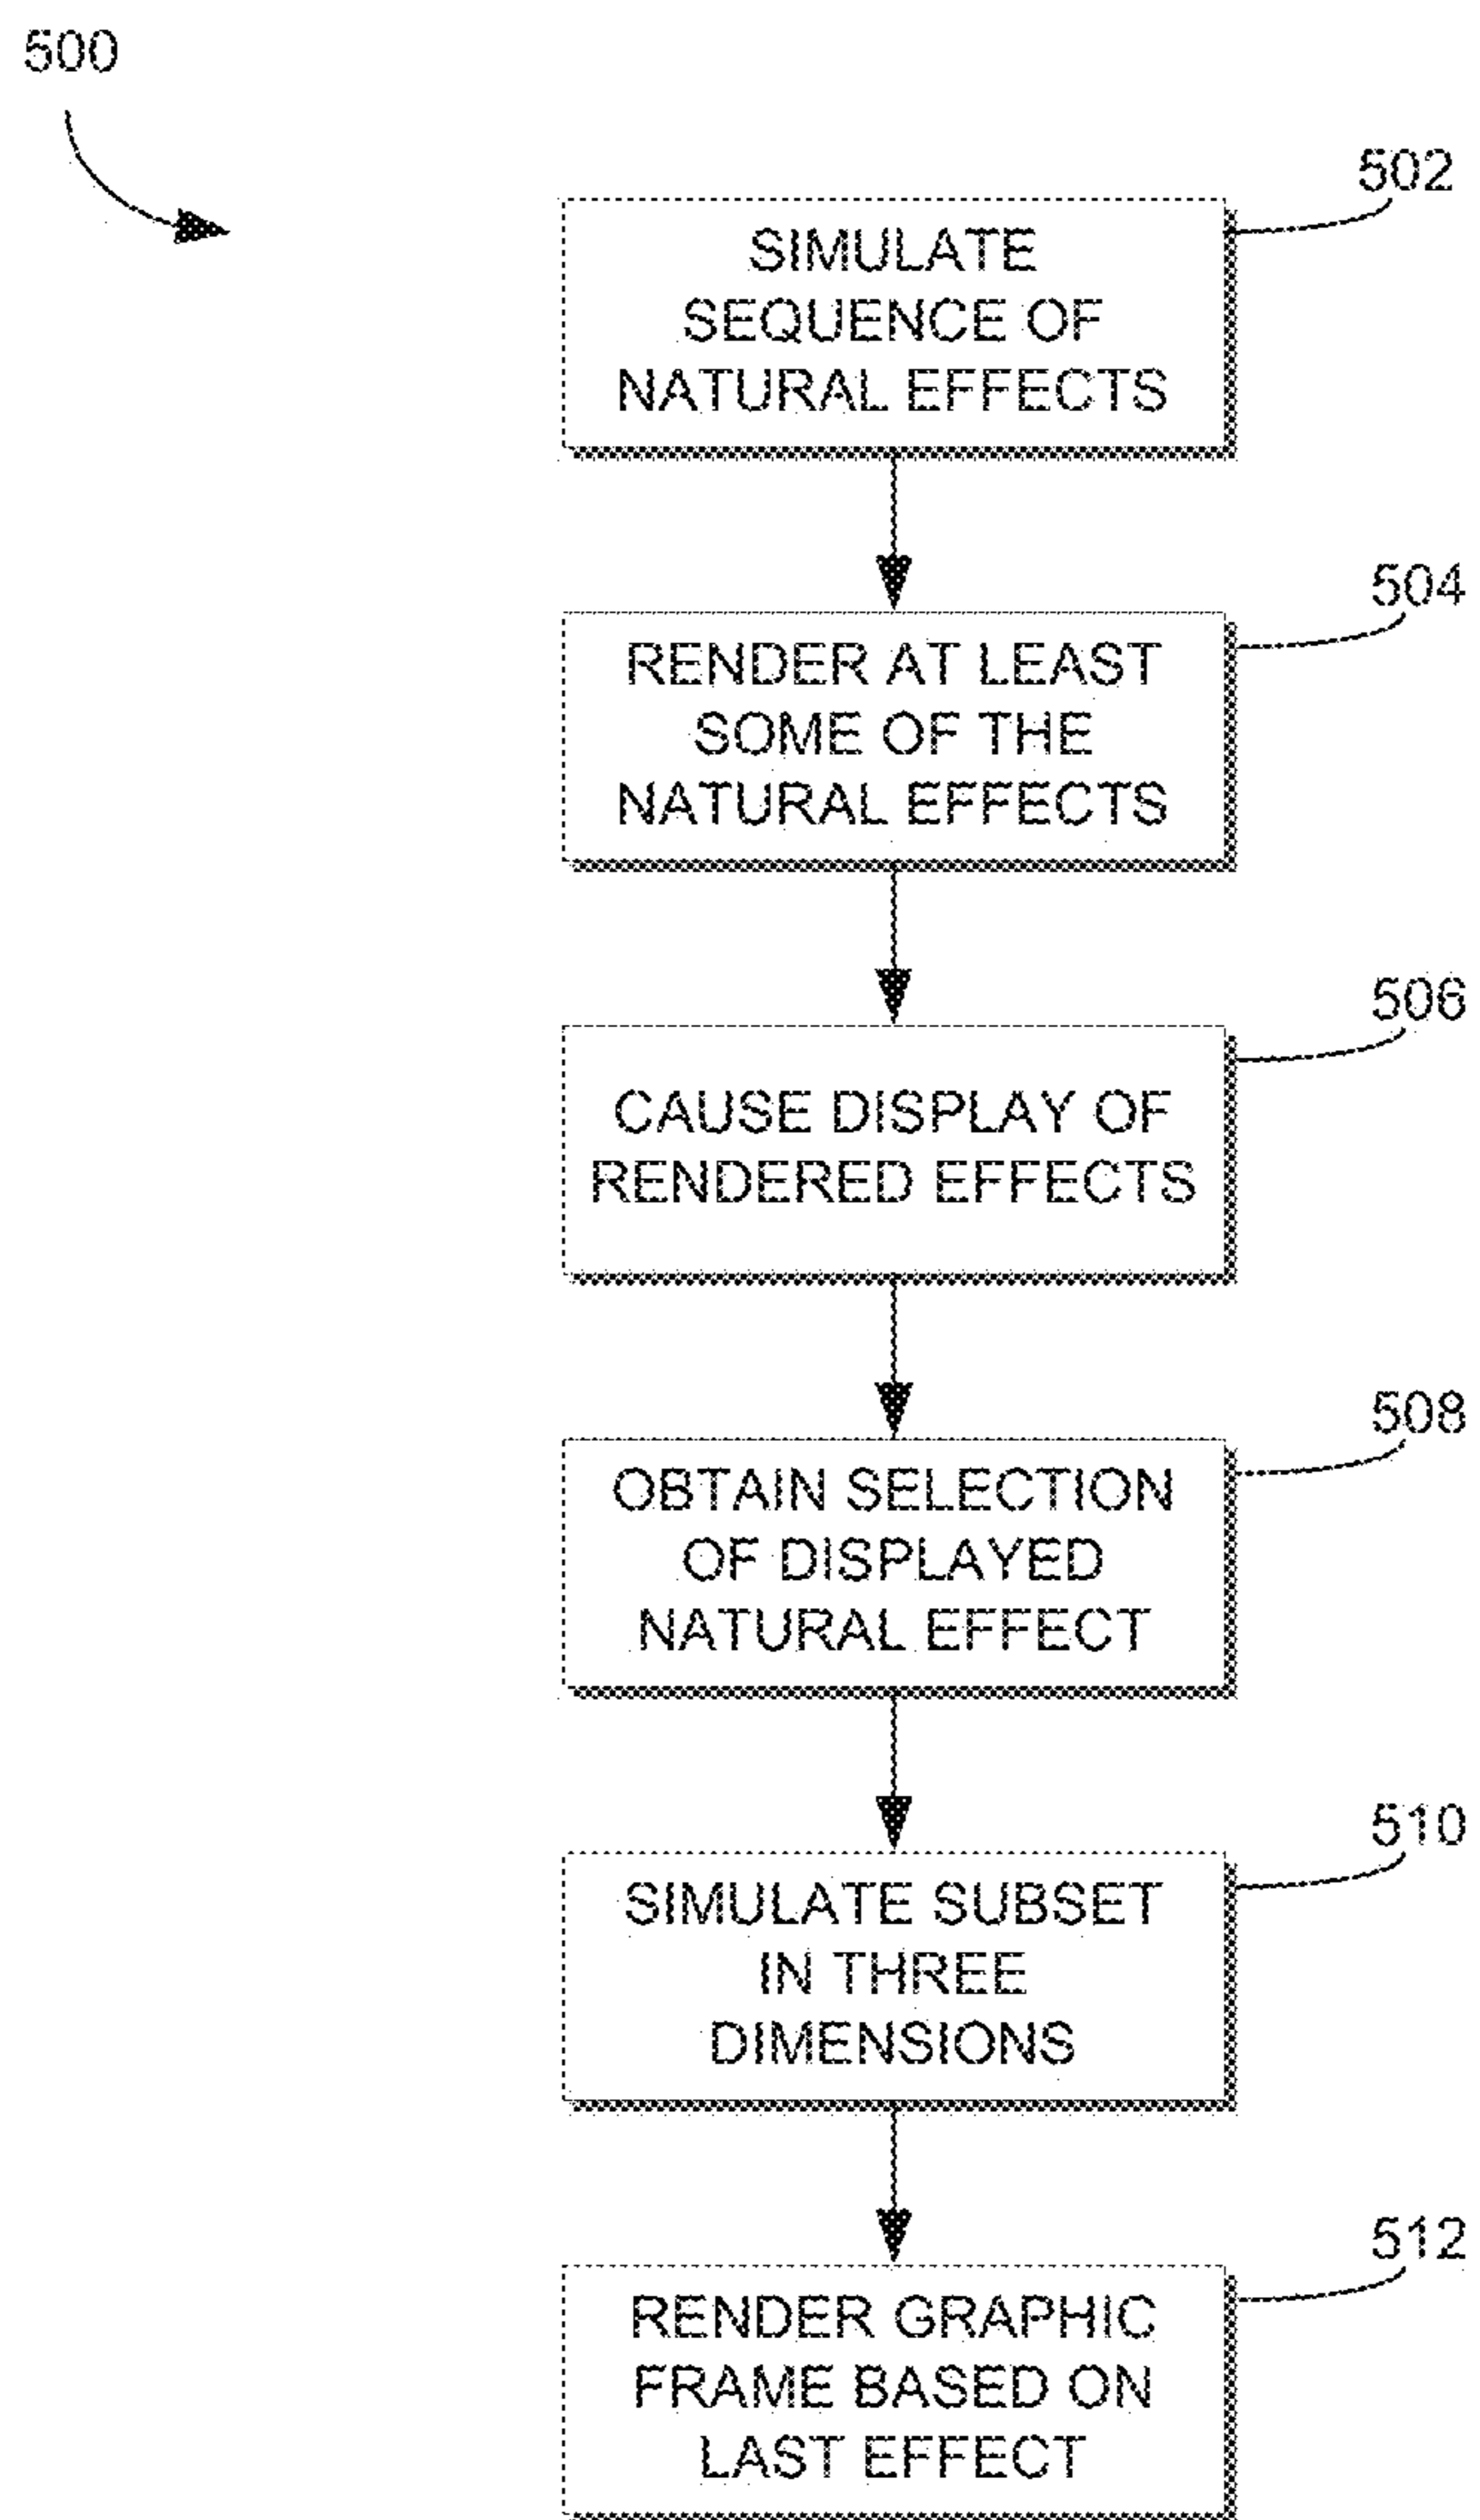 500
502
SIMULATE
SEQUENCE OF
NATURAL EFFECTS
504
RENDER AT LEAST
SOME OF THE
NATURAL EFFECTS
506
CAUSE DISPLAY OF
RENDERED EFFECTS
508
OBTAIN SELECTION
OF DISPLAYED
NATURAL EFFECT
510
SIMULATE SUBSET
IN THREE
DIMENSIONS
512
RENDER GRAPHIC
FRAME BASED ON
LAST EFFECT